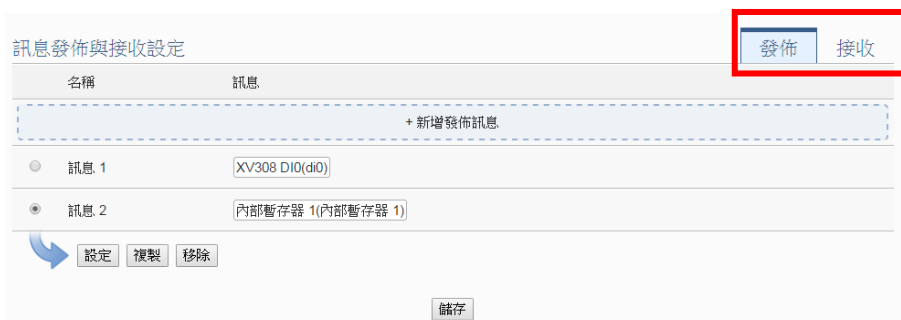 訊息發佈與接收設定 發佈 接收
名稱 訊息
+ 新增發佈訊息
訊息 1 XV308 DI0(di0)
訊息 2 內部暫存器 1(內部暫存器 1)
設定 複製 移除
儲存